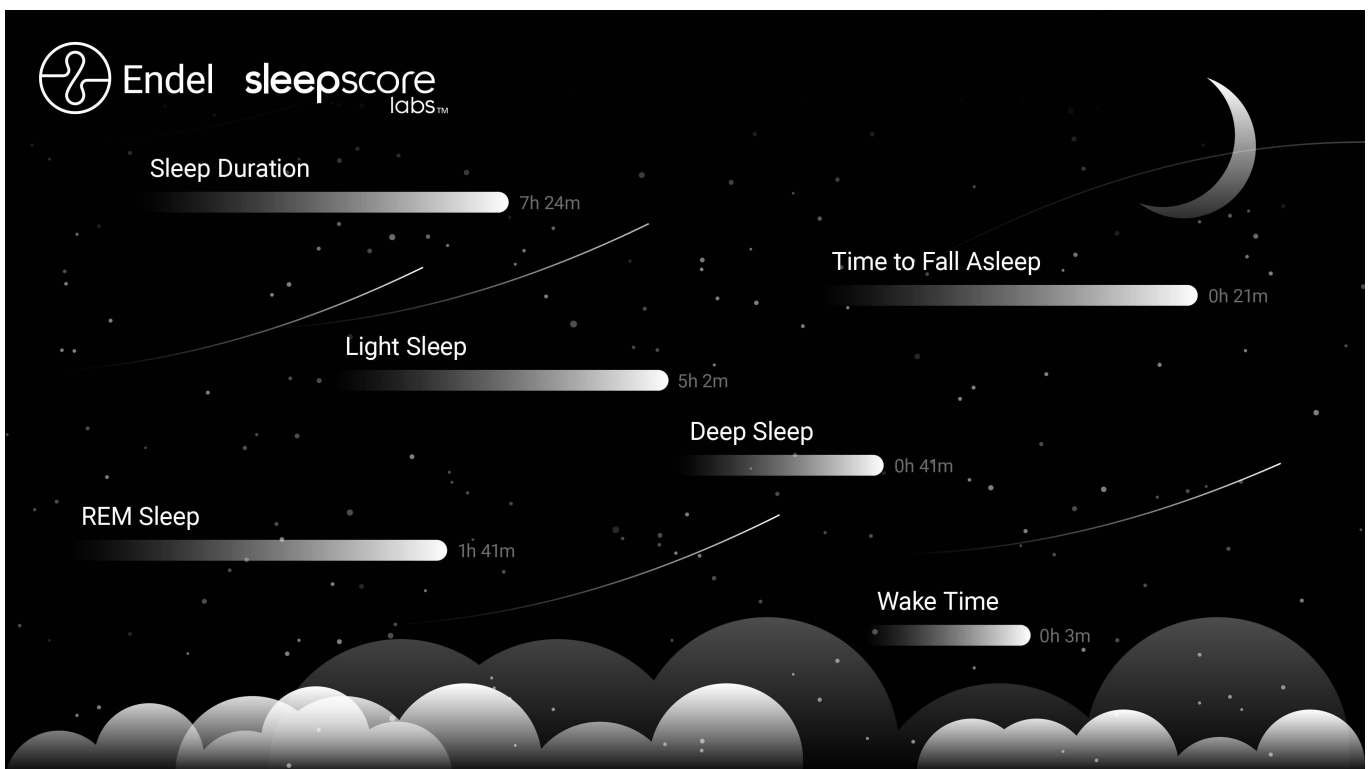 Endel
sleepscore
labs™
Sleep Duration
7h 24m
Time to Fall Asleep
0h 21m
Light Sleep
5h 2m
Deep Sleep
0h 41m
REM Sleep
1h 41m
Wake Time
0h 3m